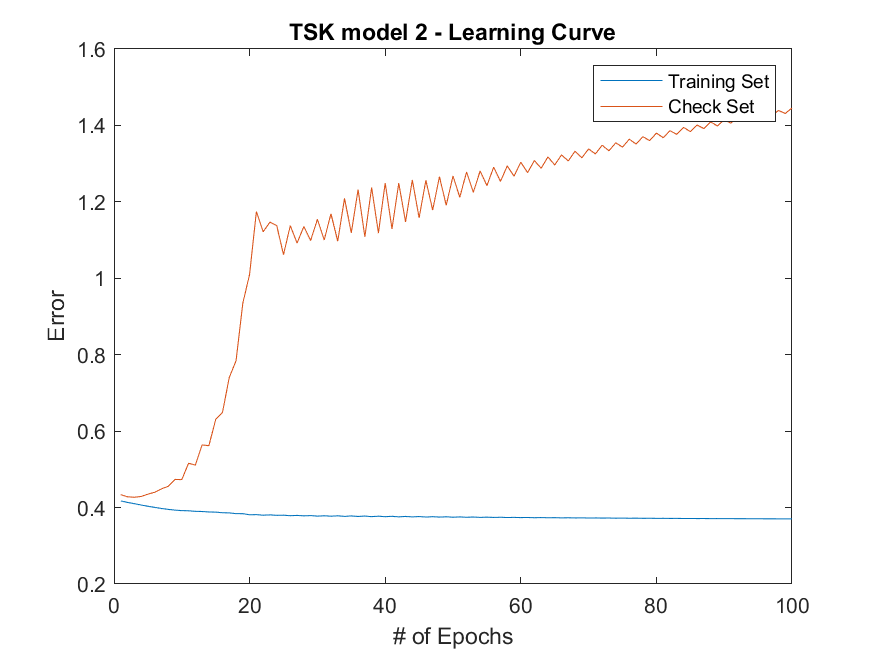 TSK model 2 - Learning Curve
1.6
1.4
1.2
1
0.8
0.6
0.4
0.2
Error
Training Set
Check Set
0 20 40 60 80 100
# of Epochs